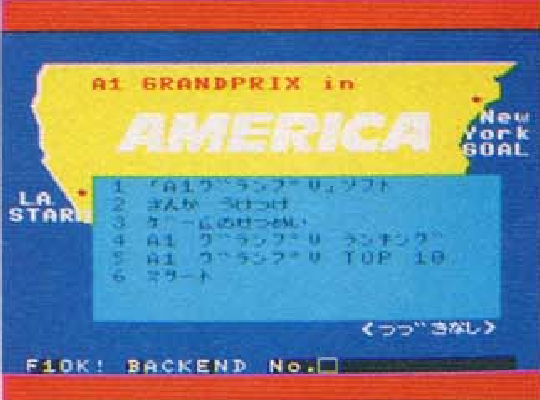 A1 GRANDPRIX in
AMERICA
New
York
GOAL
LA
STAR
1 「A1グランプリ」ソフト
2 さんか うけつけ
3 ゲームのせつめい
4 A1 グランプリ ランキング
5 A1 グランプリ TOP 10
6 スタート
<つづきなし>
F1OK! BACKEND No.